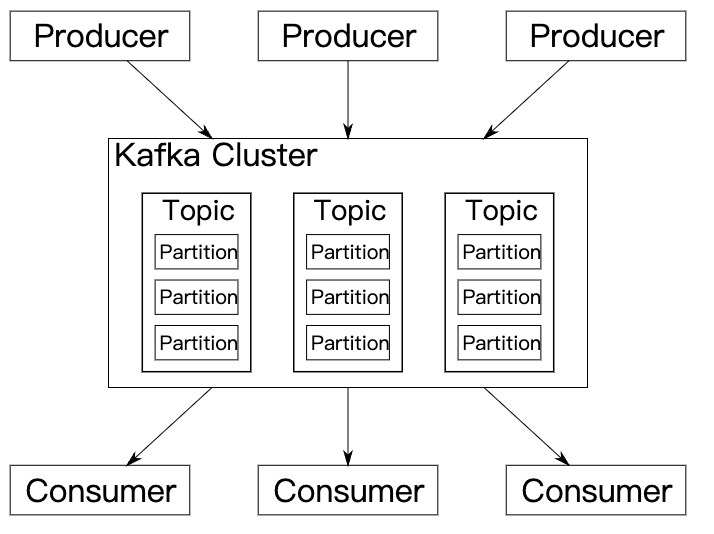 Producer
Producer
Producer
Kafka Cluster
Topic
Topic
Topic
Partition
Partition
Partition
Partition
Partition
Partition
Partition
Partition
Partition
Consumer
Consumer
Consumer